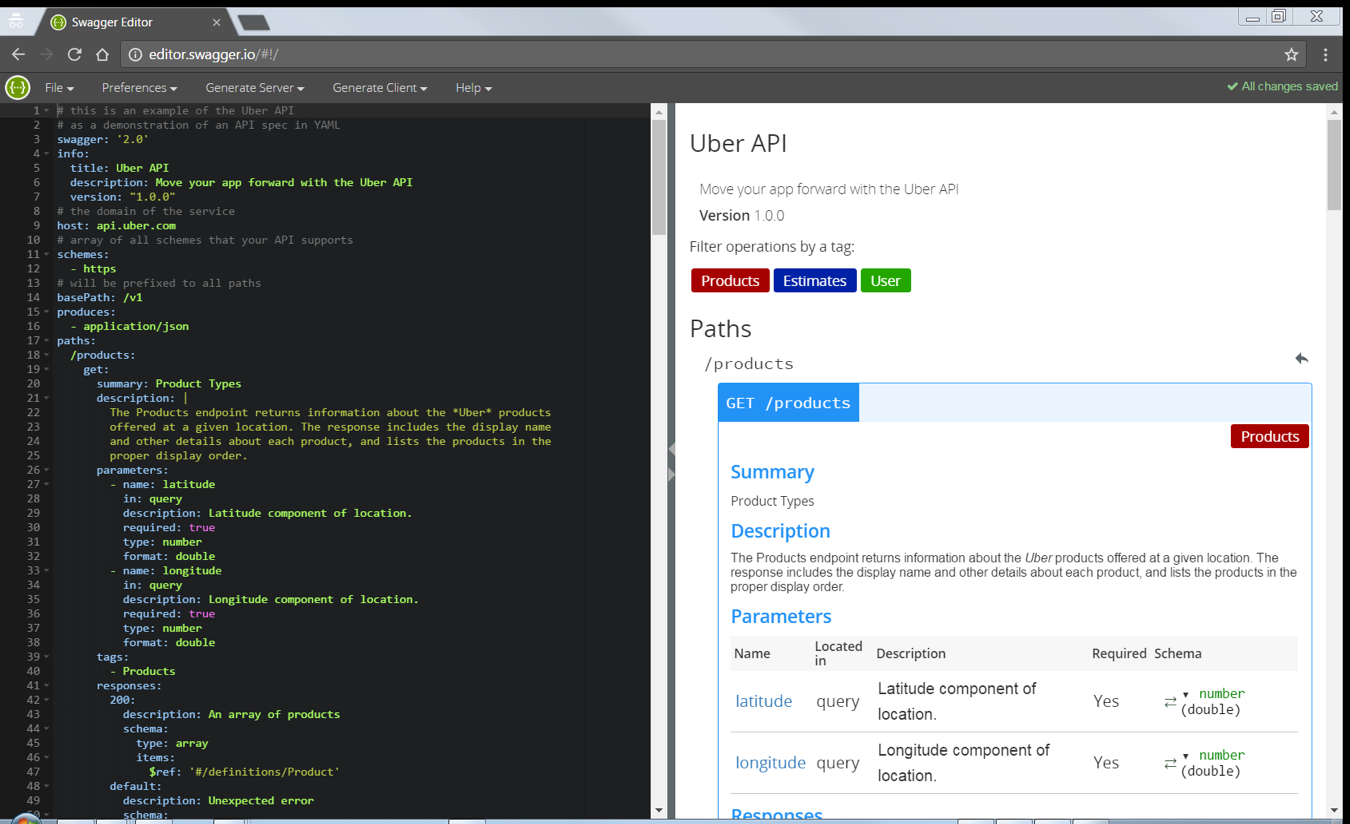 Swagger Editor
editor.swagger.io/#!/
File Preferences Generate Server Generate Client Help All changes saved
1 # this is an example of the Uber API
2 # as a demonstration of an API spec in YAML
3 swagger: '2.0'
4 info:
5 title: Uber API
6 description: Move your app forward with the Uber API
7 version: "1.0.0"
8 # the domain of the service
9 host: api.uber.com
10 # array of all schemes that your API supports
11 schemes:
12 - https
13 # will be prefixed to all paths
14 basePath: /v1
15 produces:
16 - application/json
17 paths:
18 /products:
19 get:
20 summary: Product Types
21 description: |
22 The Products endpoint returns information about the *Uber* products
23 offered at a given location. The response includes the display name
24 and other details about each product, and lists the products in the
25 proper display order.
26 parameters:
27 - name: latitude
28 in: query
29 description: Latitude component of location.
30 required: true
31 type: number
32 format: double
33 - name: longitude
34 in: query
35 description: Longitude component of location.
36 required: true
37 type: number
38 format: double
39 tags:
40 - Products
41 responses:
42 200:
43 description: An array of products
44 schema:
45 type: array
46 items:
47 $ref: '#/definitions/Product'
48 default:
49 description: Unexpected error
50 schema:
Uber API
Move your app forward with the Uber API
Version 1.0.0
Filter operations by a tag:
Products Estimates User
Paths
/products
GET /products
Products
Summary
Product Types
Description
The Products endpoint returns information about the Uber products offered at a given location. The
response includes the display name and other details about each product, and lists the products in the
proper display order.
Parameters
Name Located in Description Required Schema
latitude query Latitude component of location. Yes number (double)
longitude query Longitude component of location. Yes number (double)
Responses